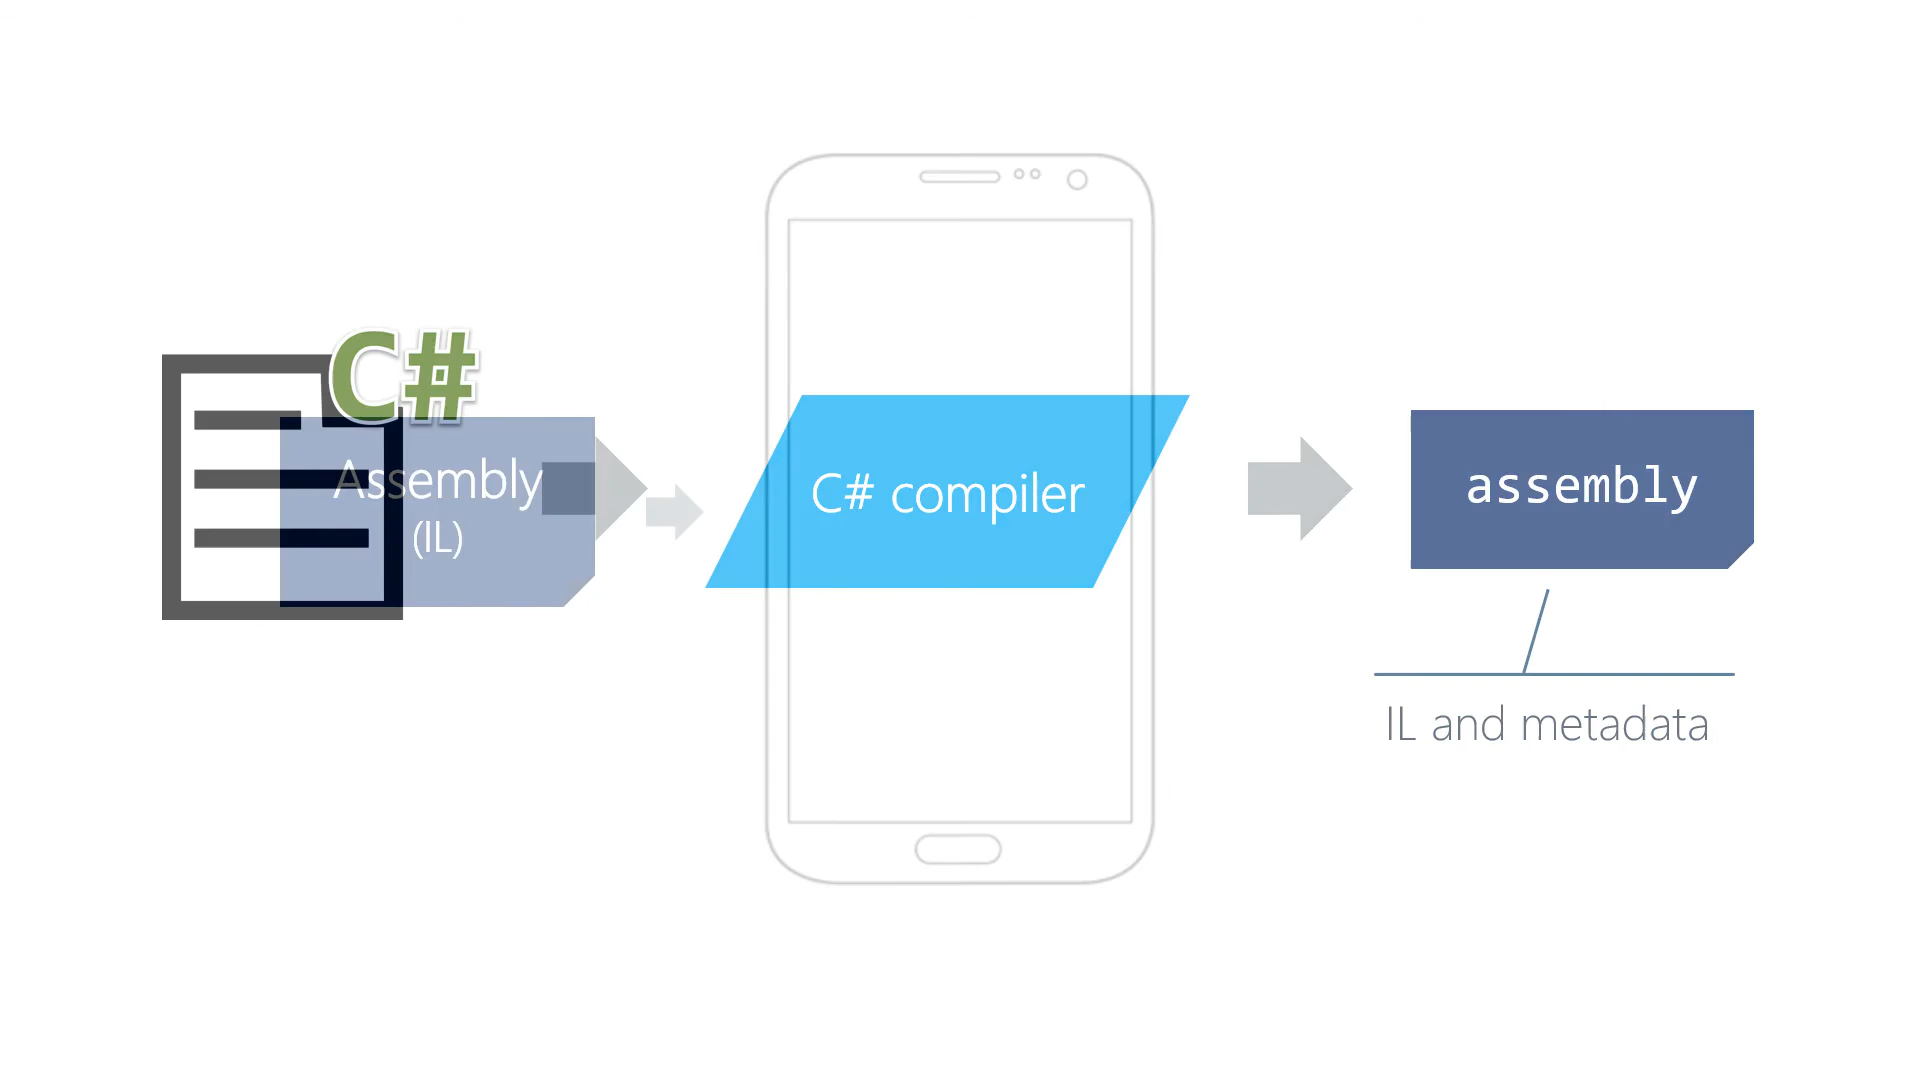 C#
Assembly
(IL)
C# compiler
assembly
IL and metadata